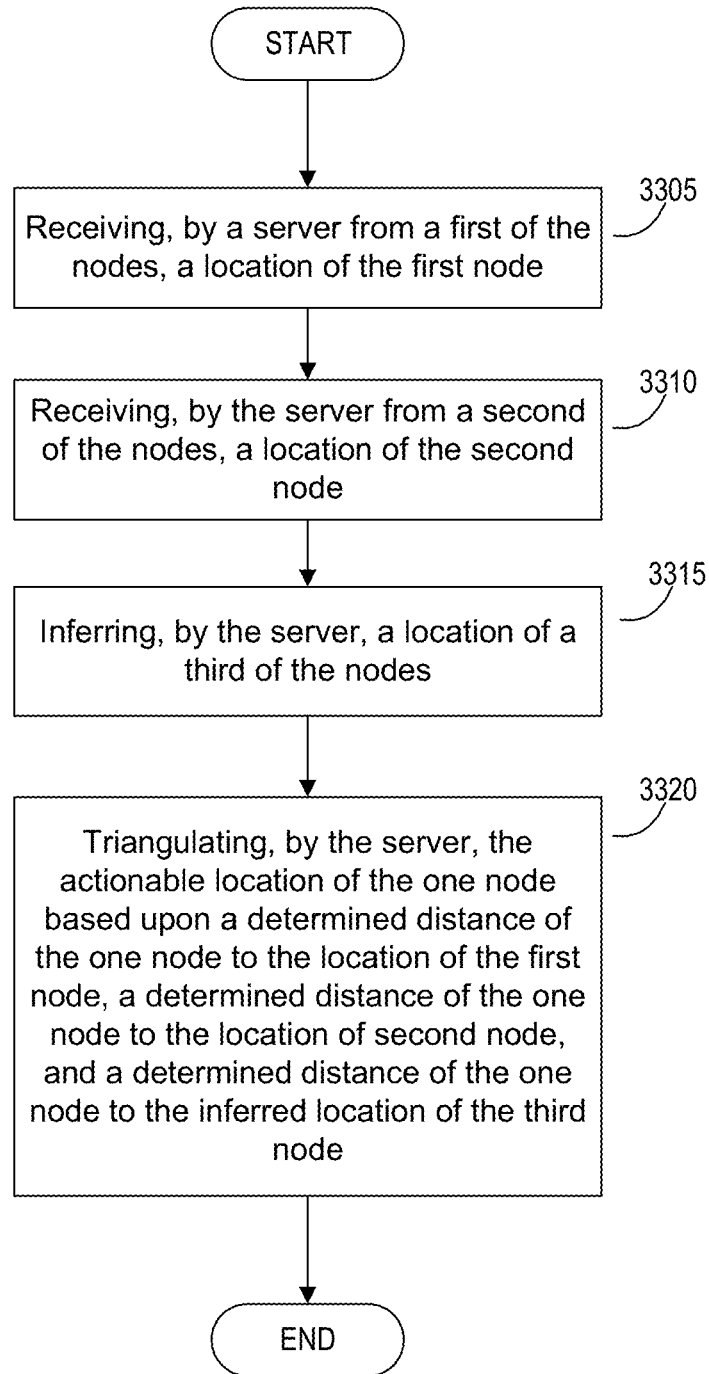 START
3305
Receiving, by a server from a first of the
nodes, a location of the first node
3310
Receiving, by the server from a second
of the nodes, a location of the second
node
3315
Inferring, by the server, a location of a
third of the nodes
3320
Triangulating, by the server, the
actionable location of the one node
based upon a determined distance of
the one node to the location of the first
node, a determined distance of the one
node to the location of second node,
and a determined distance of the one
node to the inferred location of the third
node
END